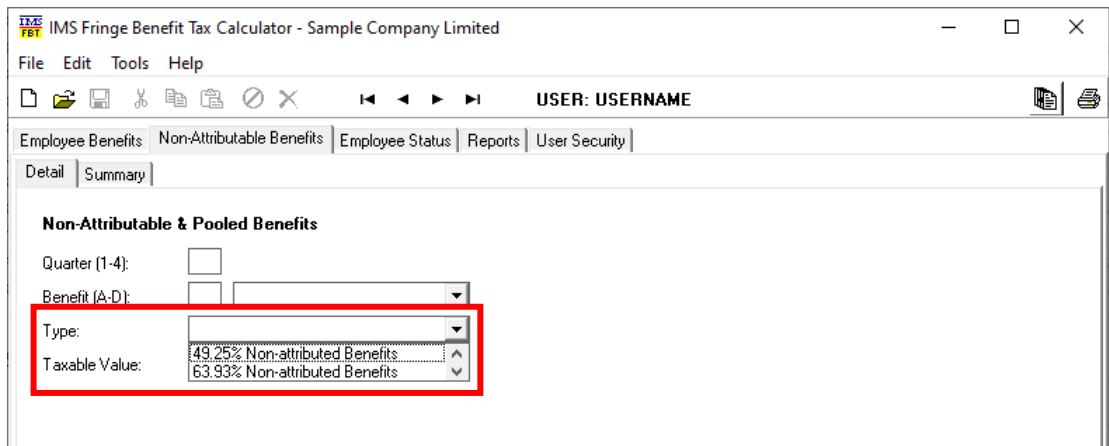 IMS FBT IMS Fringe Benefit Tax Calculator - Sample Company Limited
File Edit Tools Help
USER: USERNAME
Employee Benefits Non-Attributable Benefits Employee Status Reports User Security
Detail Summary
Non-Attributable & Pooled Benefits
Quarter (1-4):
Benefit (A-D):
Type:
49.25% Non-attributed Benefits
Taxable Value:
63.93% Non-attributed Benefits